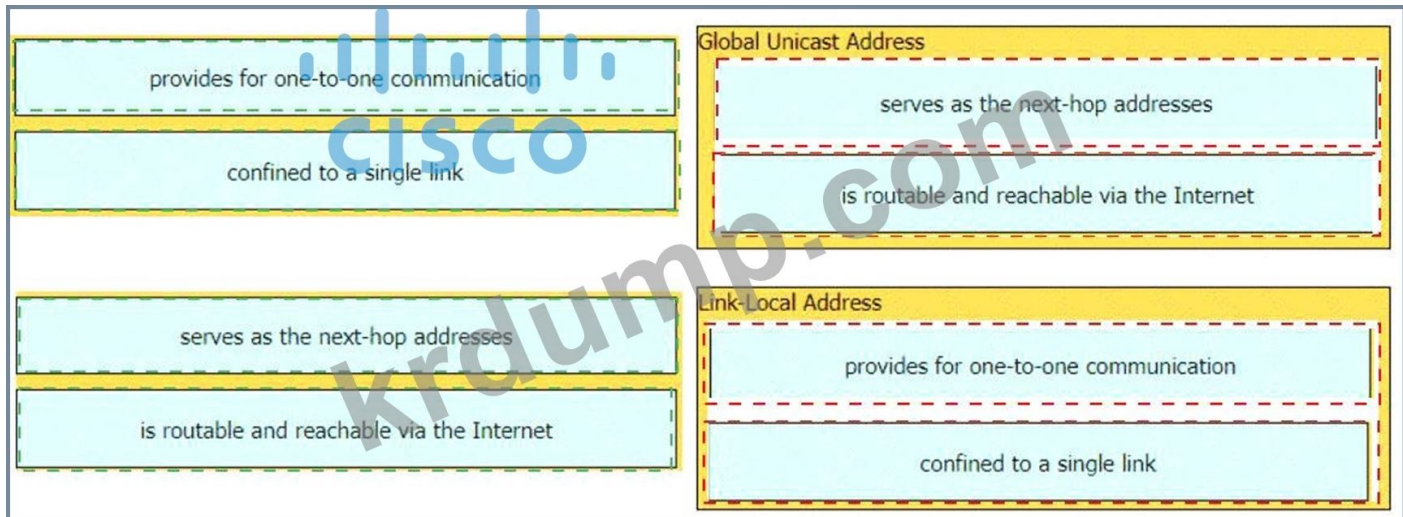 CISCO
provides for one-to-one communication
confined to a single link
serves as the next-hop addresses
is routable and reachable via the Internet
Global Unicast Address
serves as the next-hop addresses
is routable and reachable via the Internet
Link-Local Address
provides for one-to-one communication
confined to a single link
krdump.com